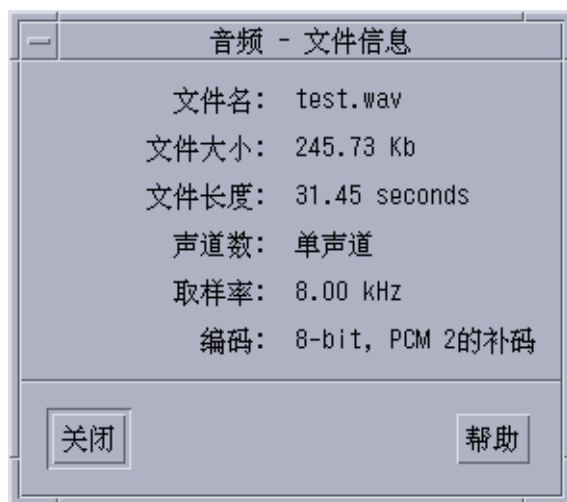 音频 - 文件信息
文件名: test.wav
文件大小: 245.73 Kb
文件长度: 31.45 seconds
声道数: 单声道
取样率: 8.00 kHz
编码: 8-bit, PCM 2的补码
关闭 帮助